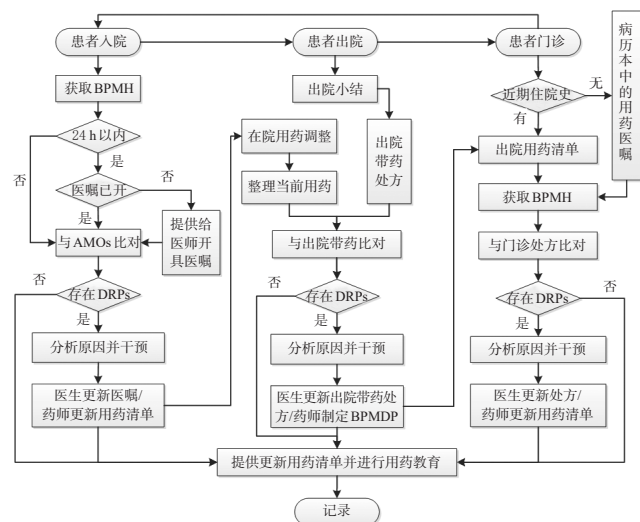 患者入院
患者出院
患者门诊
获取BPMH
24 h以内
是
否
医嘱已开
否
是
提供给
医师开
具医嘱
与AMOs比对
存在DRPs
否
是
分析原因并干预
医生更新医嘱/
药师更新用药清单
出院小结
在院用药调整
整理当前用药
出院
带药
处方
与出院带药比对
存在DRPs
否
是
分析原因并干预
医生更新出院带药处
方/药师制定BPMDP
近期住院史
无
有
病
历
本
中
的
用
药
医
嘱
出院用药清单
获取BPMH
与门诊处方比对
存在DRPs
否
是
分析原因并干预
医生更新处方/
药师更新用药清单
提供更新用药清单并进行用药教育
记录